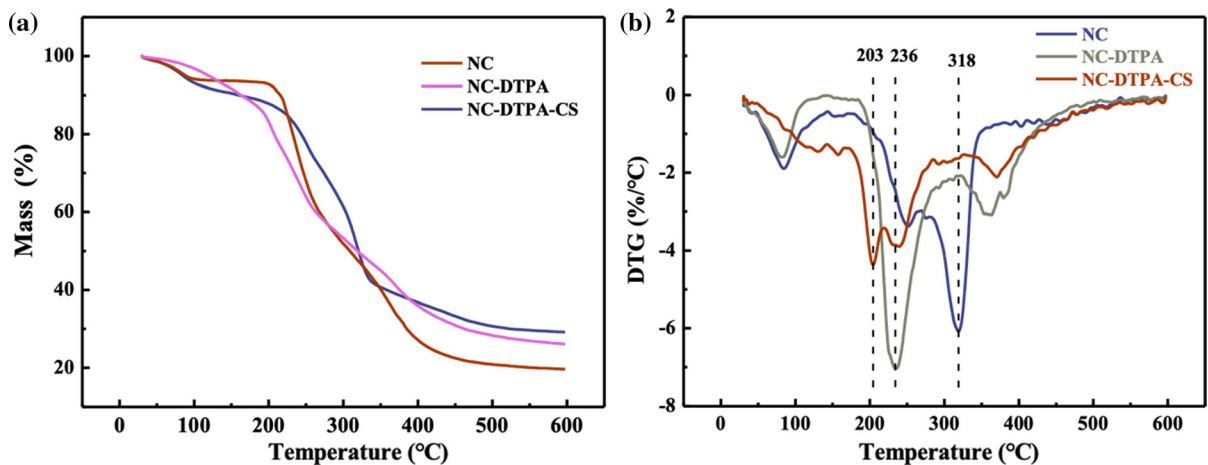 (a)
100
80
60
40
20
Mass (%)
NC
NC-DTPA
NC-DTPA-CS
0 100 200 300 400 500 600
Temperature (°C)
(b)
2
0
-2
-4
-6
-8
DTG (%/°C)
203 236 318
NC
NC-DTPA
NC-DTPA-CS
0 100 200 300 400 500 600
Temperature (°C)